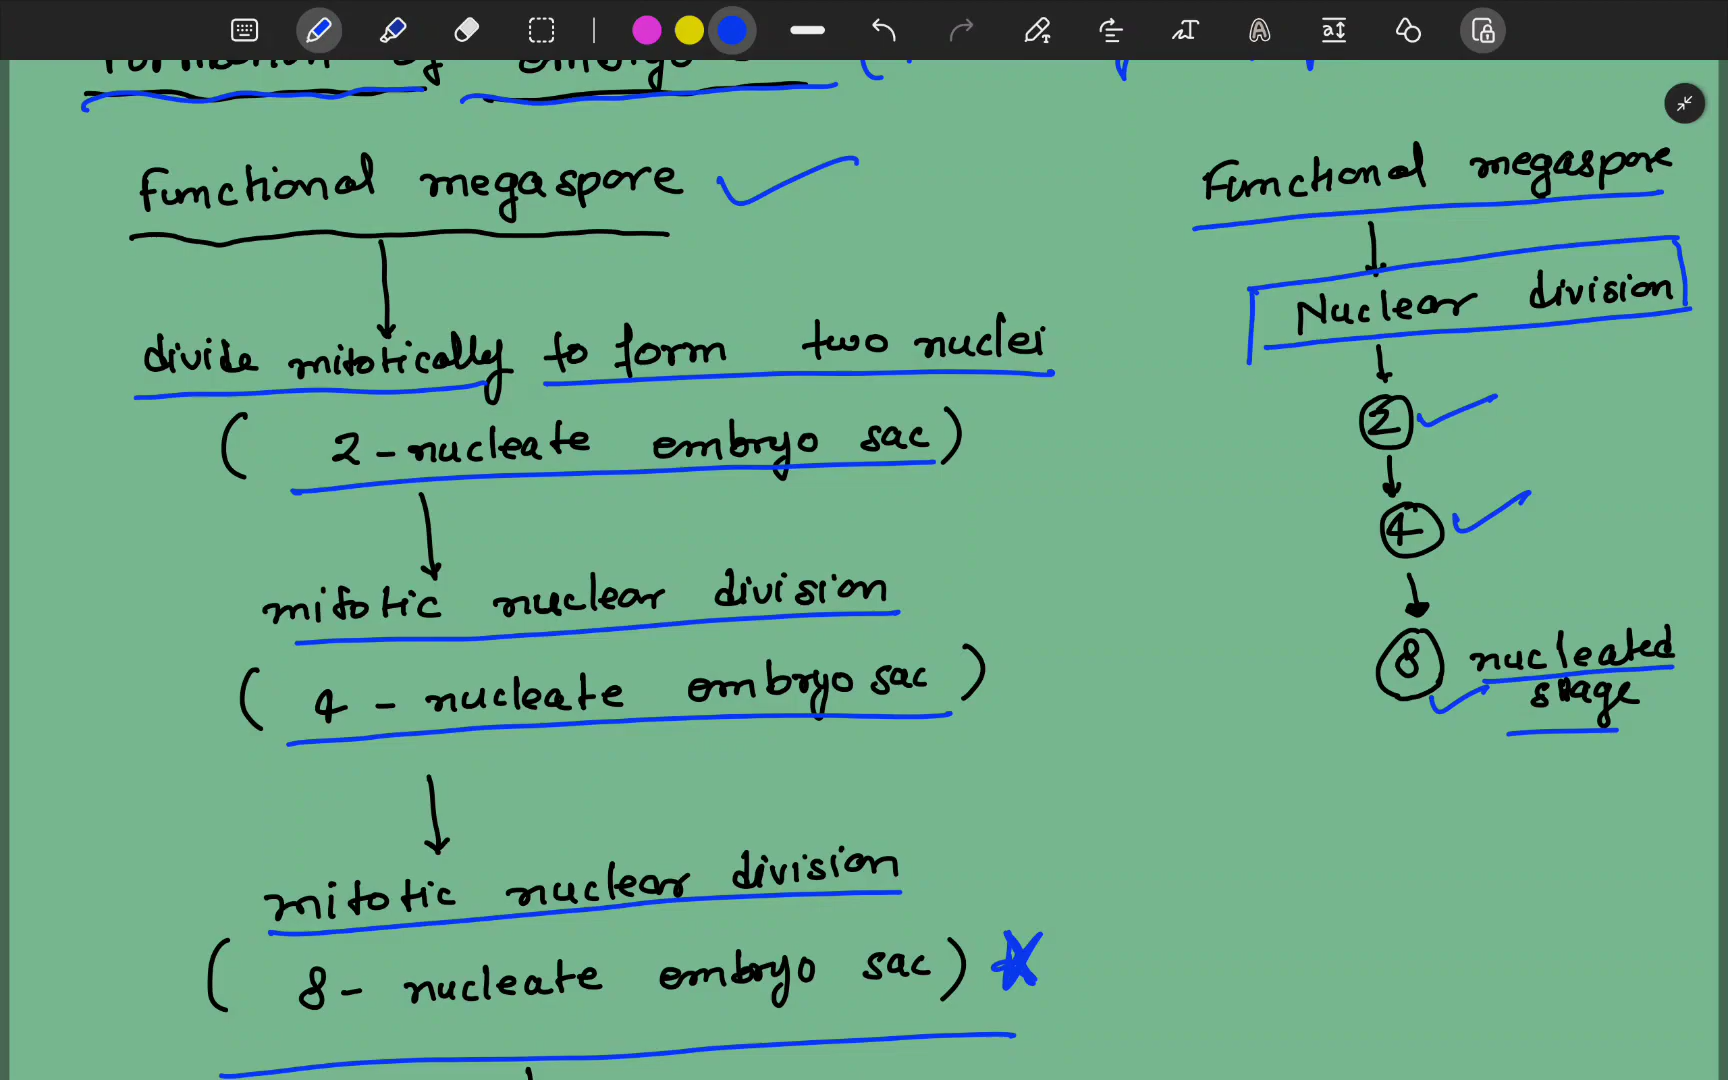 Functional megaspore
divide mitotically to form two nuclei
( 2-nucleate embryo sac)
mitotic nuclear division
( 4 - nucleate embryo sac )
mitotic nuclear division
( 8- nucleate embryo sac)
Functional megaspore
Nuclear division
2
4
8 nucleated
stage